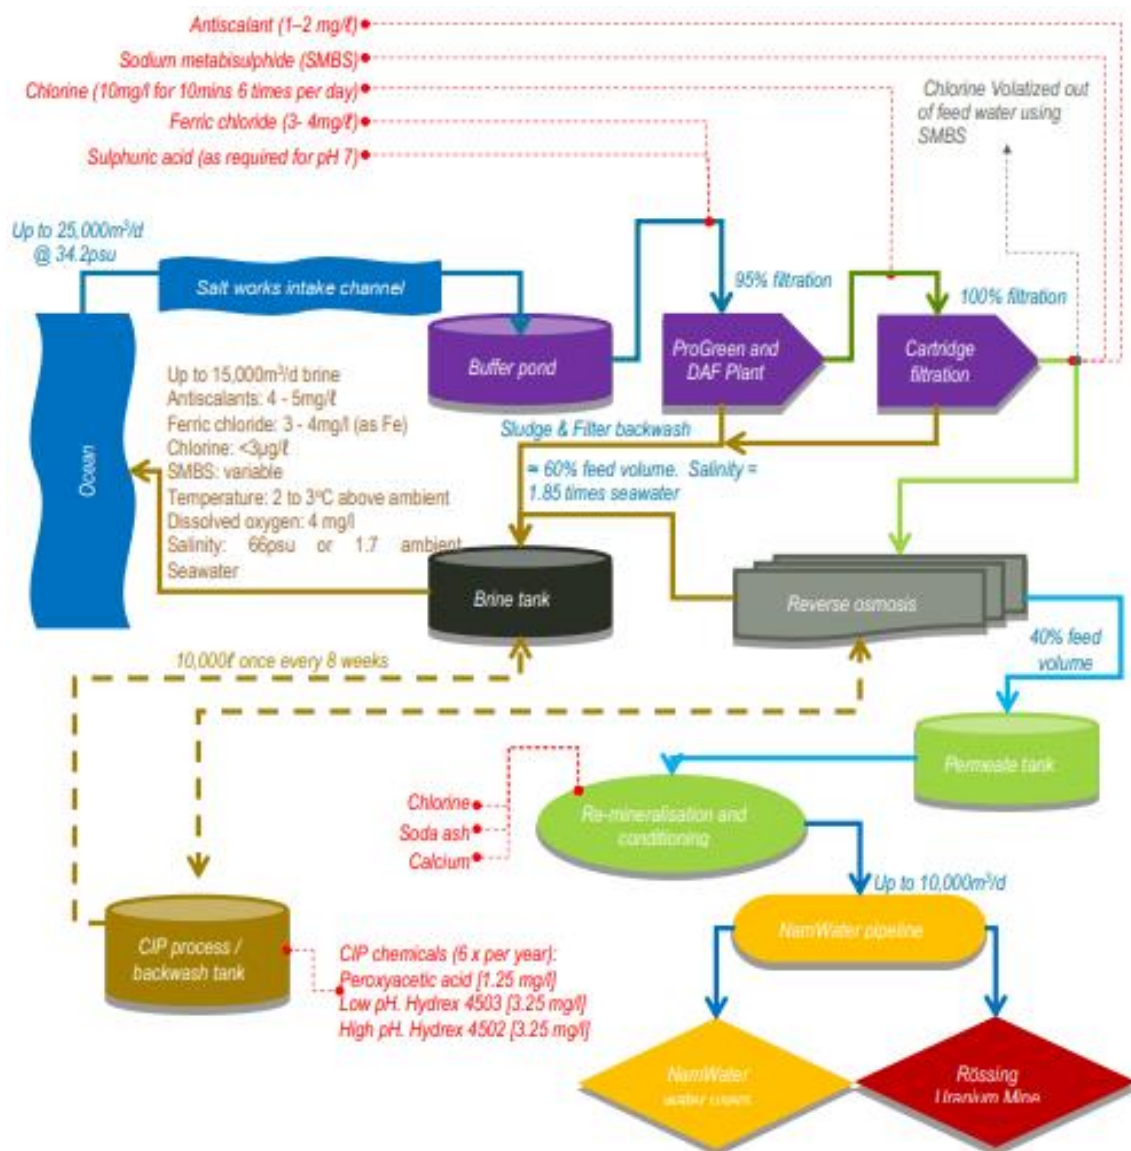 Antiscalant (1–2 mg/ℓ)
Sodium metabisulphide (SMBS)
Chlorine (10mg/l for 10mins 6 times per day)
Ferric chloride (3- 4mg/ℓ)
Sulphuric acid (as required for pH 7)
Chlorine Volatized out
of feed water using
SMBS
Up to 25,000m³/d
@ 34.2psu
Salt works intake channel
95% filtration
100% filtration
Buffer pond
ProGreen and
DAF Plant
Cartridge
filtration
Ocean
Up to 15,000m³/d brine
Antiscalants: 4 - 5mg/ℓ
Ferric chloride: 3 - 4mg/l (as Fe)
Chlorine: <3µg/ℓ
SMBS: variable
Temperature: 2 to 3ºC above ambient
Dissolved oxygen: 4 mg/l
Salinity: 66psu or 1.7 ambient
Seawater
Sludge & Filter backwash
= 60% feed volume. Salinity =
1.85 times seawater
Brine tank
Reverse osmosis
40% feed
volume
10,000ℓ once every 8 weeks
Permeate tank
Chlorine
Soda ash
Calcium
Re-mineralisation and
conditioning
Up to 10,000m³/d
NamWater pipeline
CIP process /
backwash tank
CIP chemicals (6 x per year):
Peroxyacetic acid [1.25 mg/l]
Low pH. Hydrex 4503 [3.25 mg/l]
High pH. Hydrex 4502 [3.25 mg/l]
NamWater
water users
Rössing
Uranium Mine